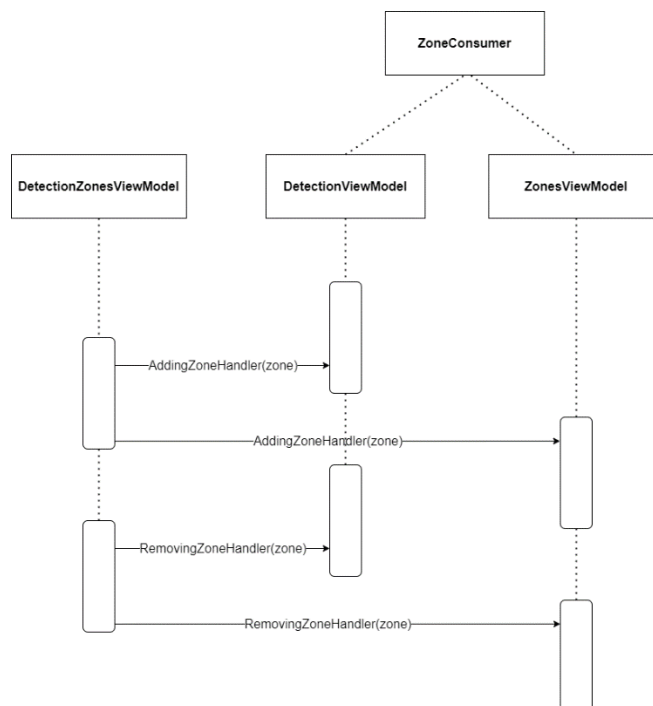 ZoneConsumer
DetectionZonesViewModel
DetectionViewModel
ZonesViewModel
AddingZoneHandler(zone)
AddingZoneHandler(zone)
RemovingZoneHandler(zone)
RemovingZoneHandler(zone)